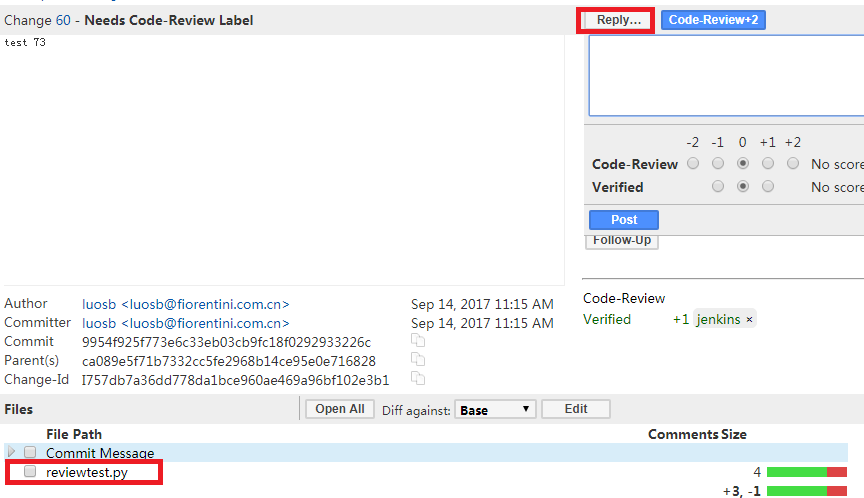 Change 60 - Needs Code-Review Label
Reply...
Code-Review+2
test 73
-2 -1 0 +1 +2
Code-Review No score
Verified No score
Post
Follow-Up
Author luosb <luosb@fiorentini.com.cn> Sep 14, 2017 11:15 AM
Committer luosb <luosb@fiorentini.com.cn> Sep 14, 2017 11:15 AM
Commit 9954f925f773e6c33eb03cb9fc18f0292933226c
Parent(s) ca089e5f71b7332cc5fe2968b14ce95e0e716828
Change-Id I757db7a36dd778da1bce960ae469a96bf102e3b1
Code-Review
Verified +1 jenkins ×
Files Open All Diff against: Base Edit
File Path Comments Size
Commit Message
reviewtest.py 4
+3, -1